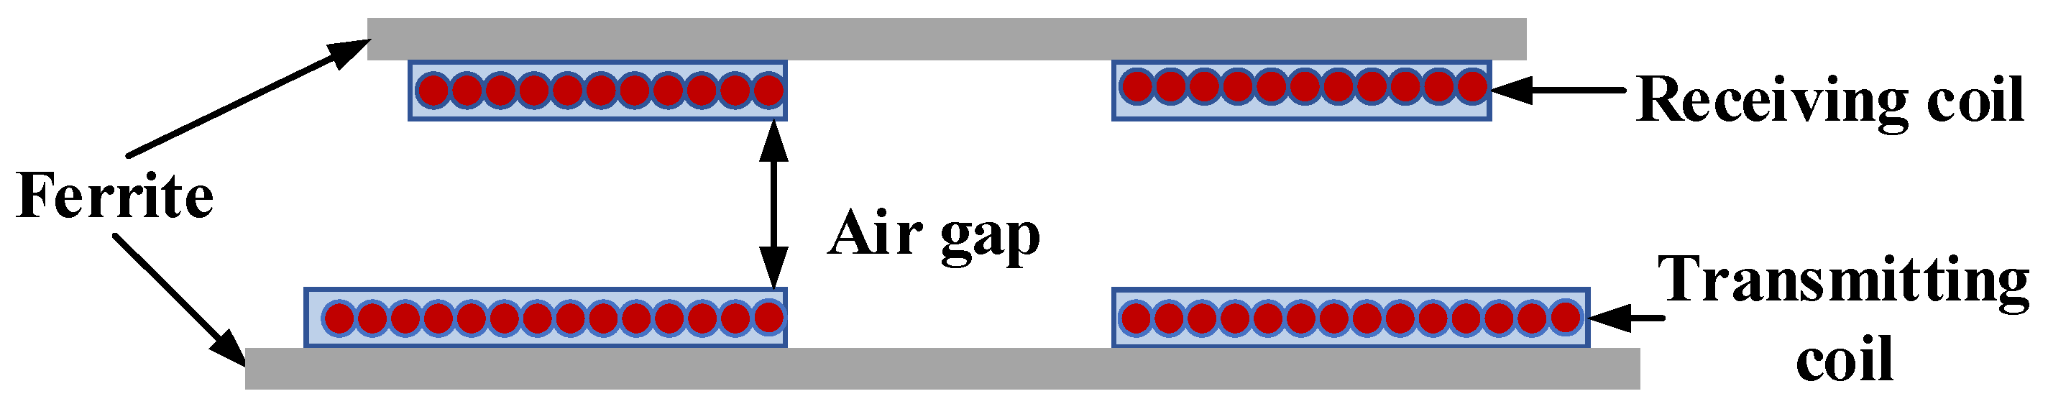 Receiving coil
Ferrite
Air gap
Transmitting
coil